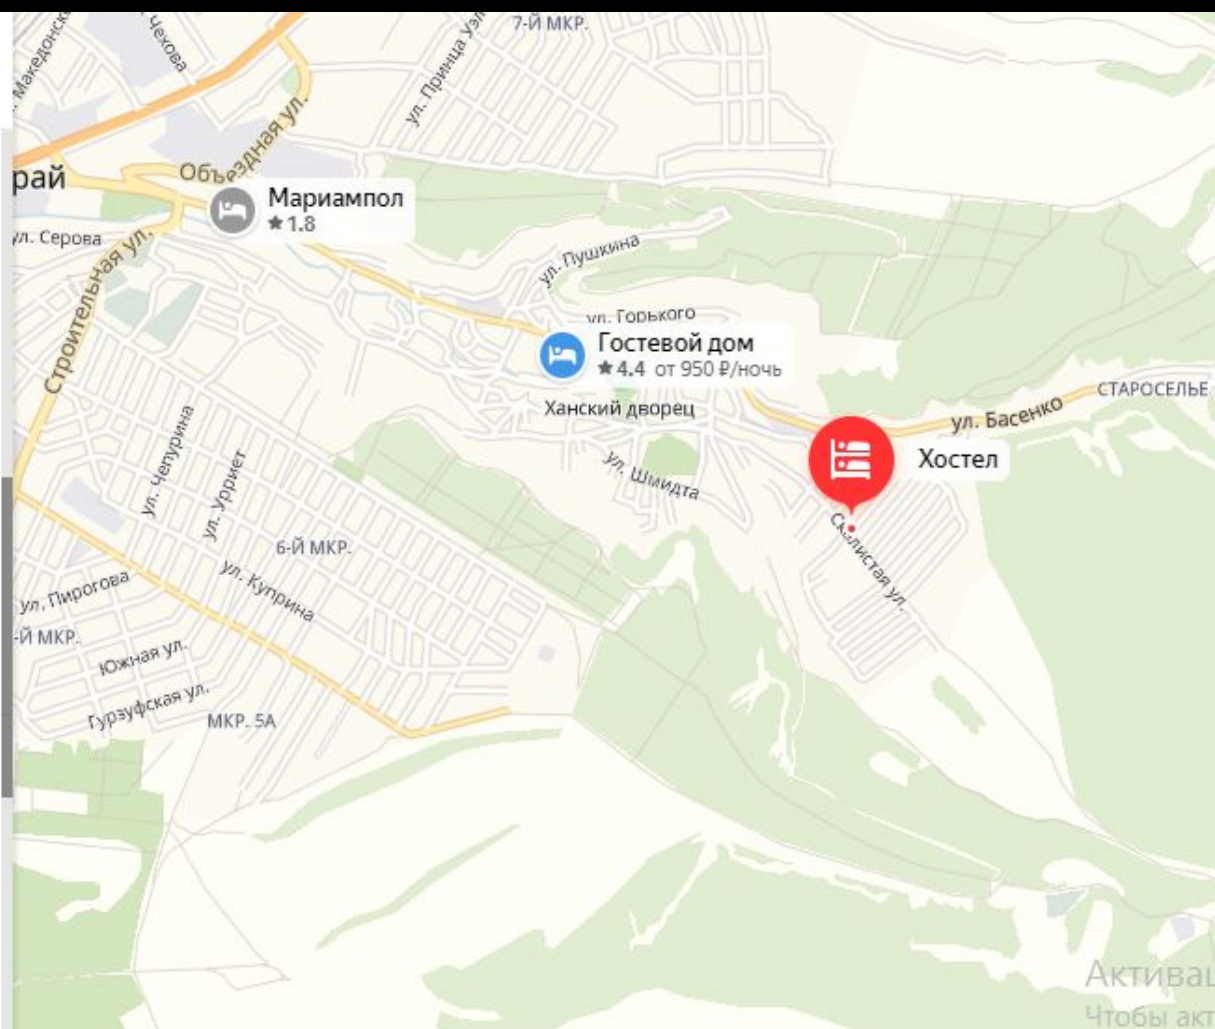 7-Й МКР.
Чехова
Македонск
ул. Принца Уэл
Объездная ул.
рай
Мариампол
★1.8
ул. Серова
Строительная ул.
ул. Пушкина
ул. Горького
Гостевой дом
★4.4 от 950 ₽/ночь
СТАРОСЕЛЬЕ
Ханский дворец
ул. Басенко
Хостел
ул. Чепурина
ул. Урриет
ул. Шмидта
Скалистая ул.
6-Й МКР.
ул. Куприна
ул. Пирогова
-Й МКР.
Южная ул.
Гурзуфская ул.
МКР. 5А
Активац
Чтобы акт